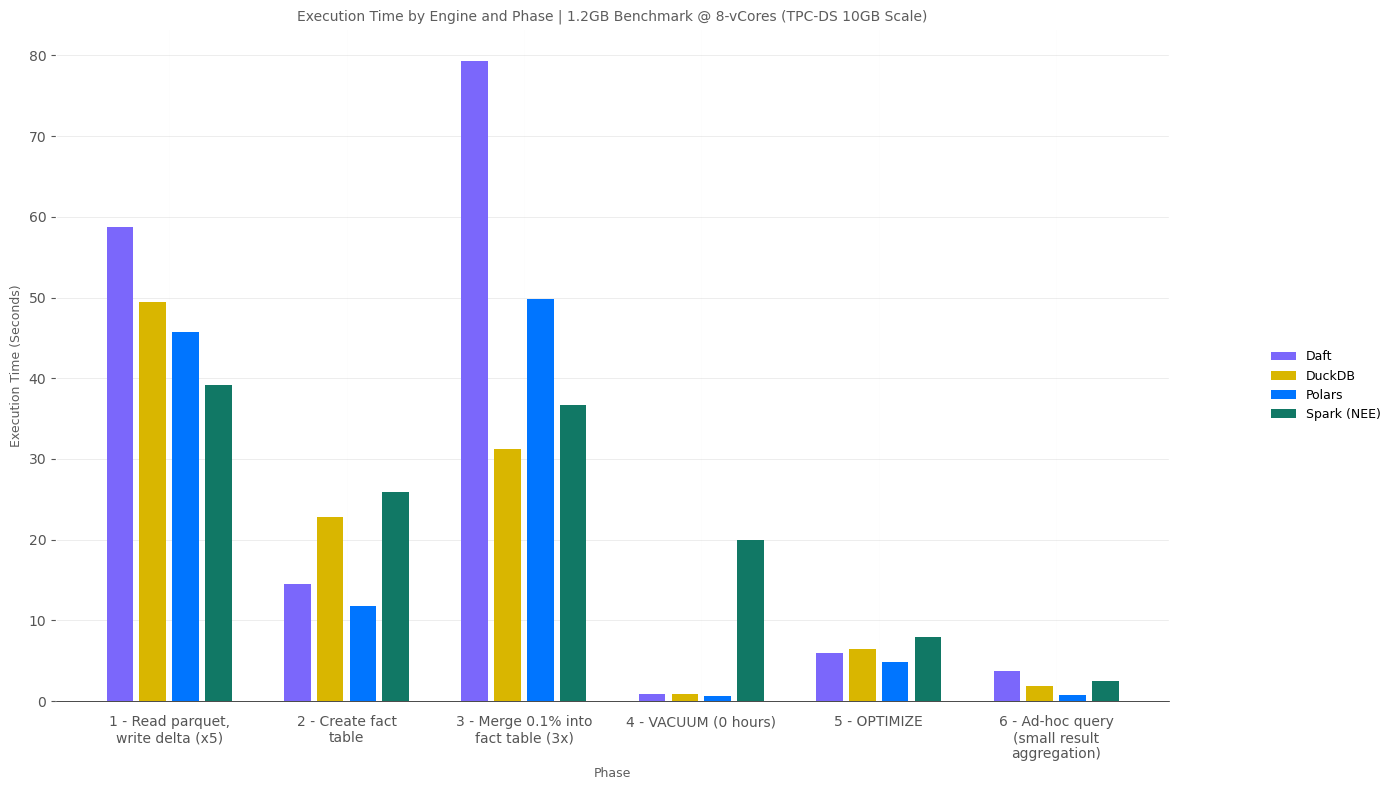 Execution Time by Engine and Phase | 1.2GB Benchmark @ 8-vCores (TPC-DS 10GB Scale)
Execution Time (Seconds)
80
70
60
50
40
30
20
10
0
1 - Read parquet,
write delta (x5)
2 - Create fact
table
3 - Merge 0.1% into
fact table (3x)
4 - VACUUM (0 hours)
5 - OPTIMIZE
6 - Ad-hoc query
(small result
aggregation)
Phase
Daft
DuckDB
Polars
Spark (NEE)